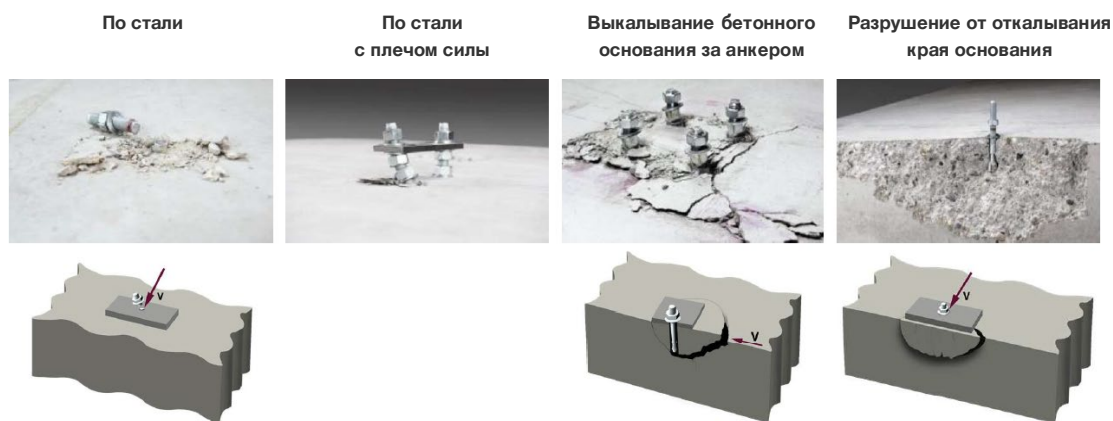 По стали
По стали
с плечом силы
Выкалывание бетонного
основания за анкером
Разрушение от откалывания
края основания
V
V
V